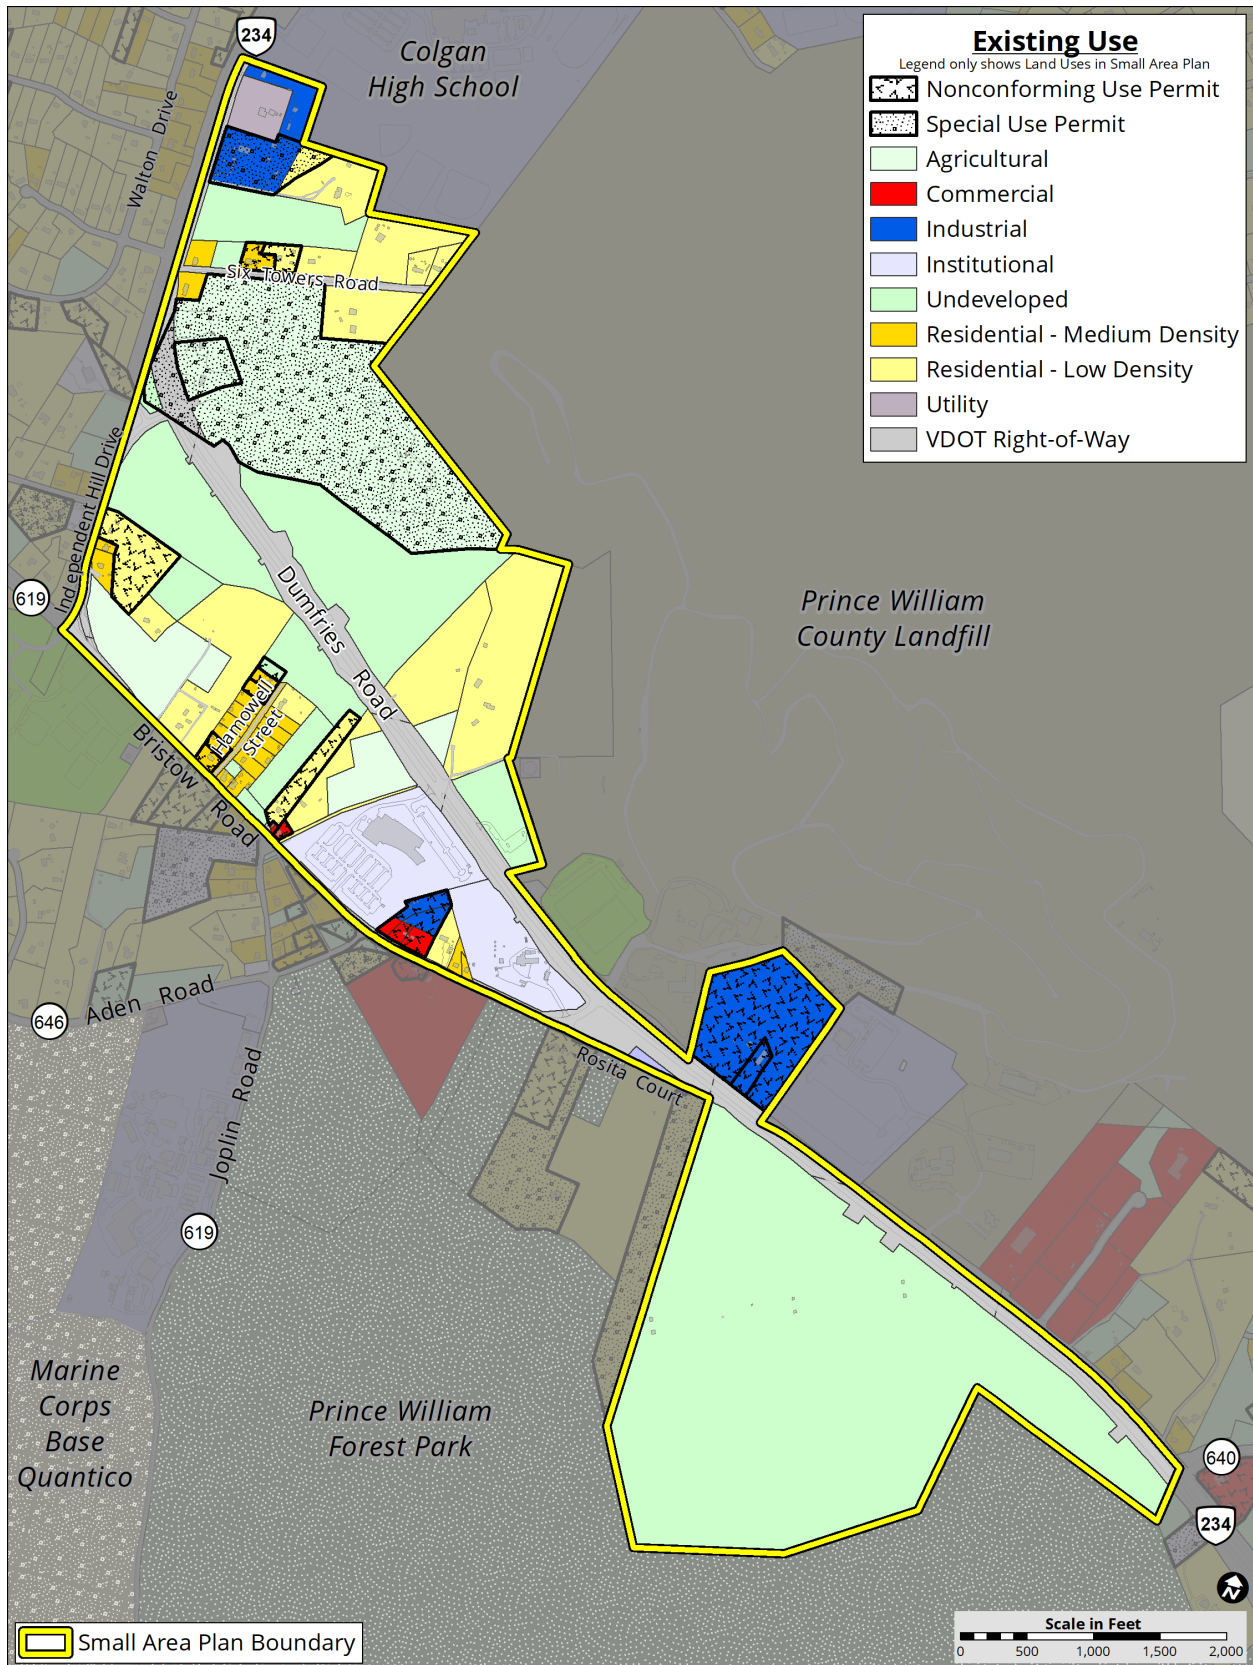 234
Colgan
High School
Existing Use
Legend only shows Land Uses in Small Area Plan
Nonconforming Use Permit
Special Use Permit
Agricultural
Commercial
Industrial
Institutional
Undeveloped
Residential - Medium Density
Residential - Low Density
Utility
VDOT Right-of-Way
Walton Drive
Six Towers Road
Independent Hill Drive
619
Dumfries Road
Prince William
County Landfill
Hamowell
Street
Bristow Road
Aden Road
646
Rosita Court
Joplin Road
619
Marine
Corps
Base
Quantico
Prince William
Forest Park
640
234
N
Small Area Plan Boundary
Scale in Feet
0 500 1,000 1,500 2,000